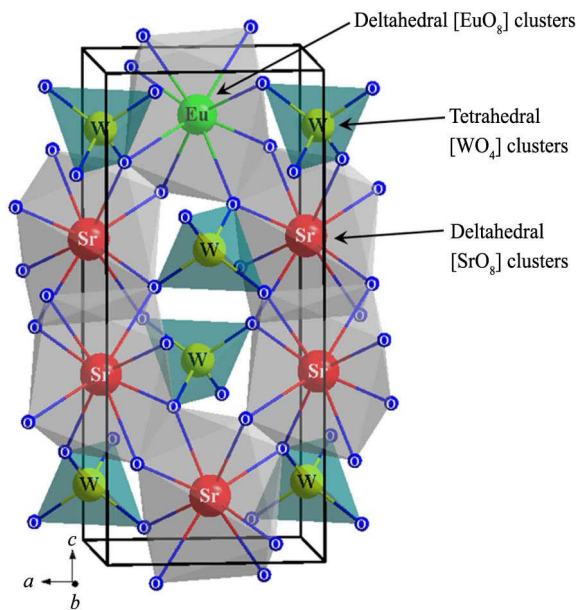 Deltahedral [EuO₈] clusters
O O
O O
O O O O
W Eu W
Tetrahedral
[WO₄] clusters
O O O O
O O O O
O O O O
Sr Sr
Deltahedral
[SrO₈] clusters
W
O O O O
O O O O
O O O O
O O O
W
Sr Sr
O O O O
O O O O
O O O O
W Sr W
O O O O
O O
O O
c
a
b